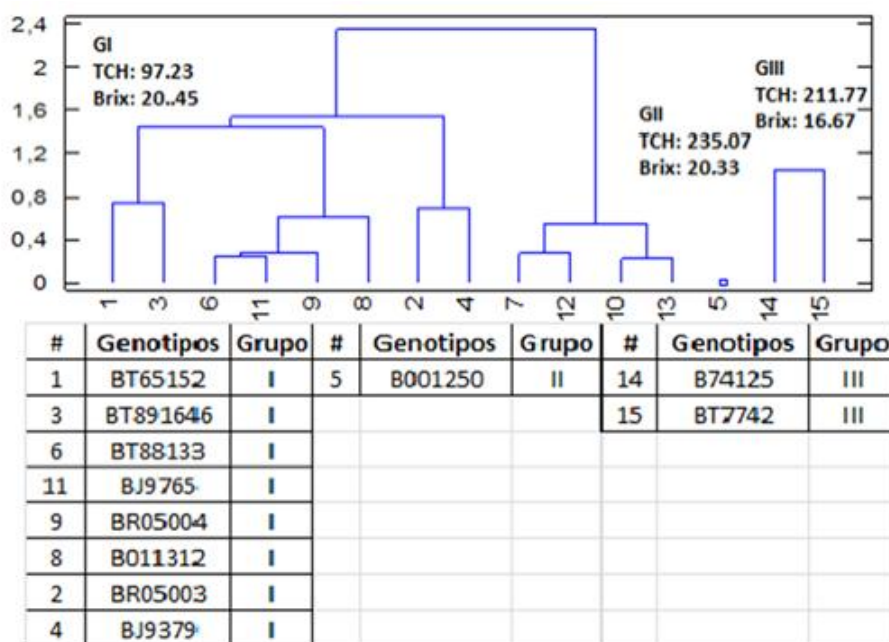 2,4
2
1,6
1,2
0,8
0,4
0
GI
TCH: 97.23
Brix: 20..45
GII
TCH: 235.07
Brix: 20.33
GIII
TCH: 211.77
Brix: 16.67
1 3 6 11 9 8 2 4 7 12 10 13 5 14 15
# Genotipos Grupo # Genotipos Grupo # Genotipos Grupo
1 BT65152 I 5 B001250 II 14 B74125 III
3 BT891646 I 15 BT7742 III
6 BT88133 I
11 BJ9765 I
9 BR05004 I
8 B011312 I
2 BR05003 I
4 BJ9379 I